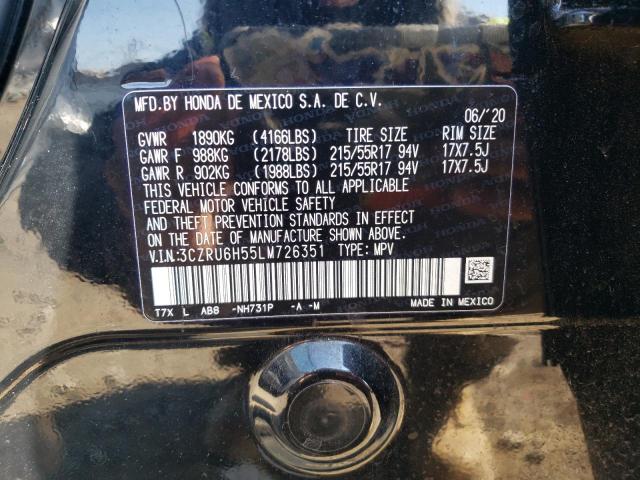 MFD.BY HONDA DE MEXICO S.A. DE C.V.
06/'20
GVWR 1890KG (4166LBS) TIRE SIZE RIM SIZE
GAWR F 988KG (2178LBS) 215/55R17 94V 17X7.5J
GAWR R 902KG (1988LBS) 215/55R17 94V 17X7.5J
THIS VEHICLE CONFORMS TO ALL APPLICABLE
FEDERAL MOTOR VEHICLE SAFETY
AND THEFT PREVENTION STANDARDS IN EFFECT
ON THE DATE OF MANUFACTURE SHOWN ABOVE.
V.I.N:3CZRU6H55LM726351 TYPE: MPV
T7X L AB8 -NH731P -A -M MADE IN MEXICO